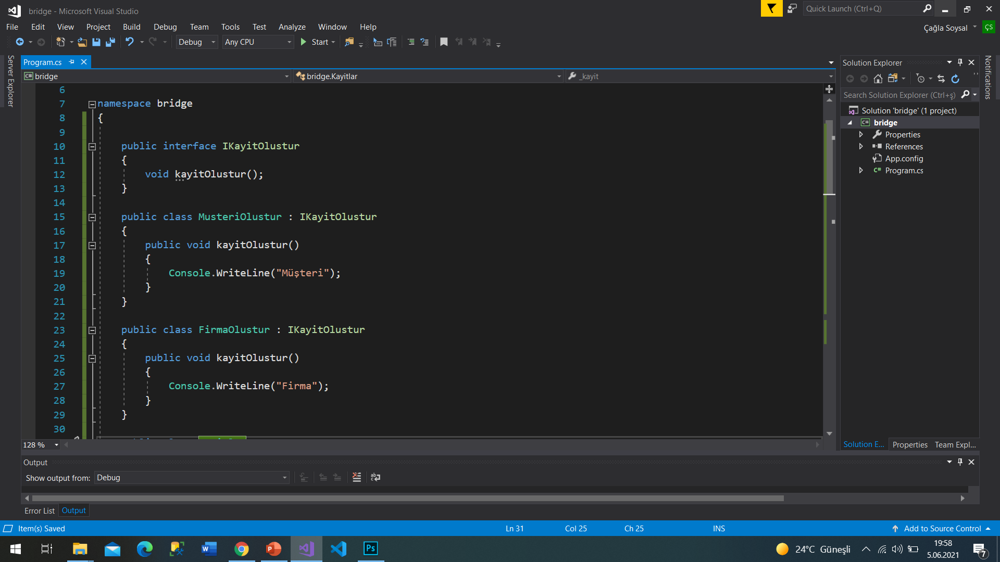 bridge - Microsoft Visual Studio
Quick Launch (Ctrl+Q)
File Edit View Project Build Debug Team Tools Test Analyze Window Help
Çağla Soysal
ÇS
Debug
Any CPU
Start
Server Explorer
Program.cs
bridge
bridge.Kayitlar
_kayit
6
7 namespace bridge
8 {
9
10 public interface IKayitOlustur
11 {
12 void kayitOlustur();
13 }
14
15 public class MusteriOlustur : IKayitOlustur
16 {
17 public void kayitOlustur()
18 {
19 Console.WriteLine("Müşteri");
20 }
21 }
22
23 public class FirmaOlustur : IKayitOlustur
24 {
25 public void kayitOlustur()
26 {
27 Console.WriteLine("Firma");
28 }
29 }
30
128 %
Solution Explorer
Search Solution Explorer (Ctrl+ş)
Solution 'bridge' (1 project)
C# bridge
Properties
References
App.config
C# Program.cs
Solution E... Properties Team Expl...
Notifications
Output
Show output from: Debug
Error List Output
Item(s) Saved
Ln 31
Col 25
Ch 25
INS
Add to Source Control
24°C Güneşli
19:58
5.06.2021
7